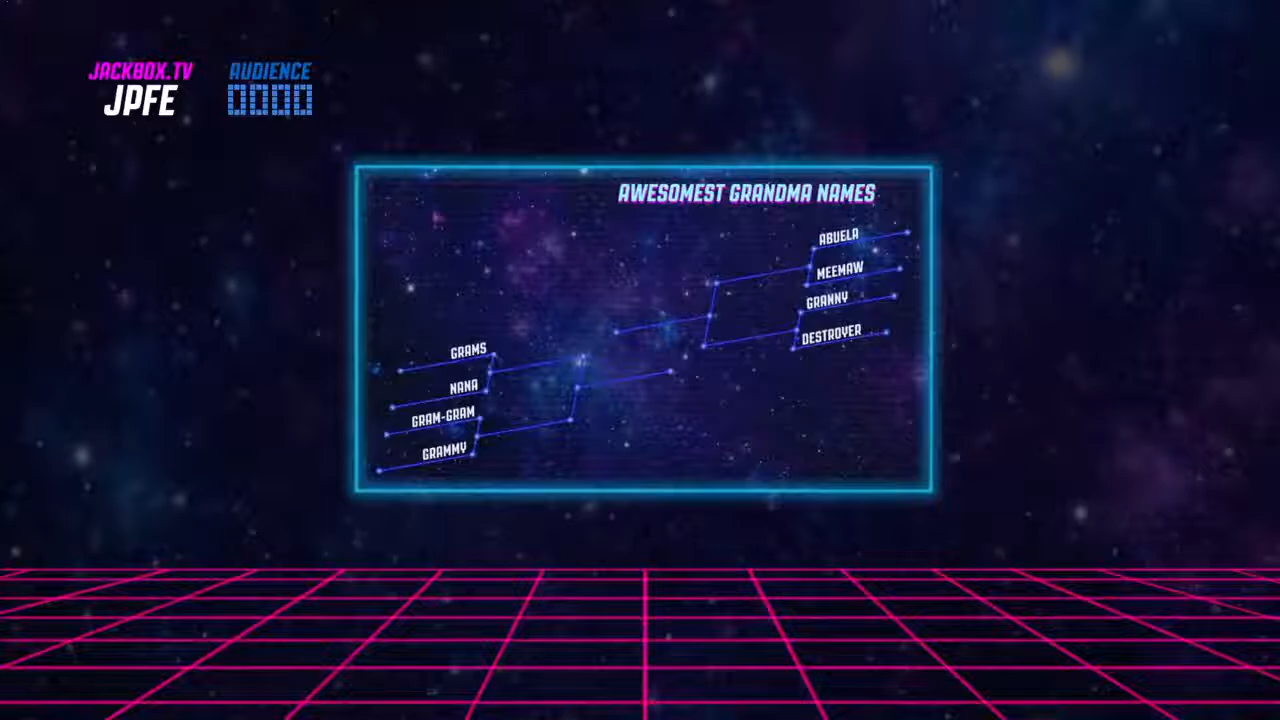 JACKBOX.TV
JPFE
AUDIENCE
0000
AWESOMEST GRANDMA NAMES
GRAMS
NANA
GRAM-GRAM
GRAMMY
ABUELA
MEEMAW
GRANNY
DESTROYER